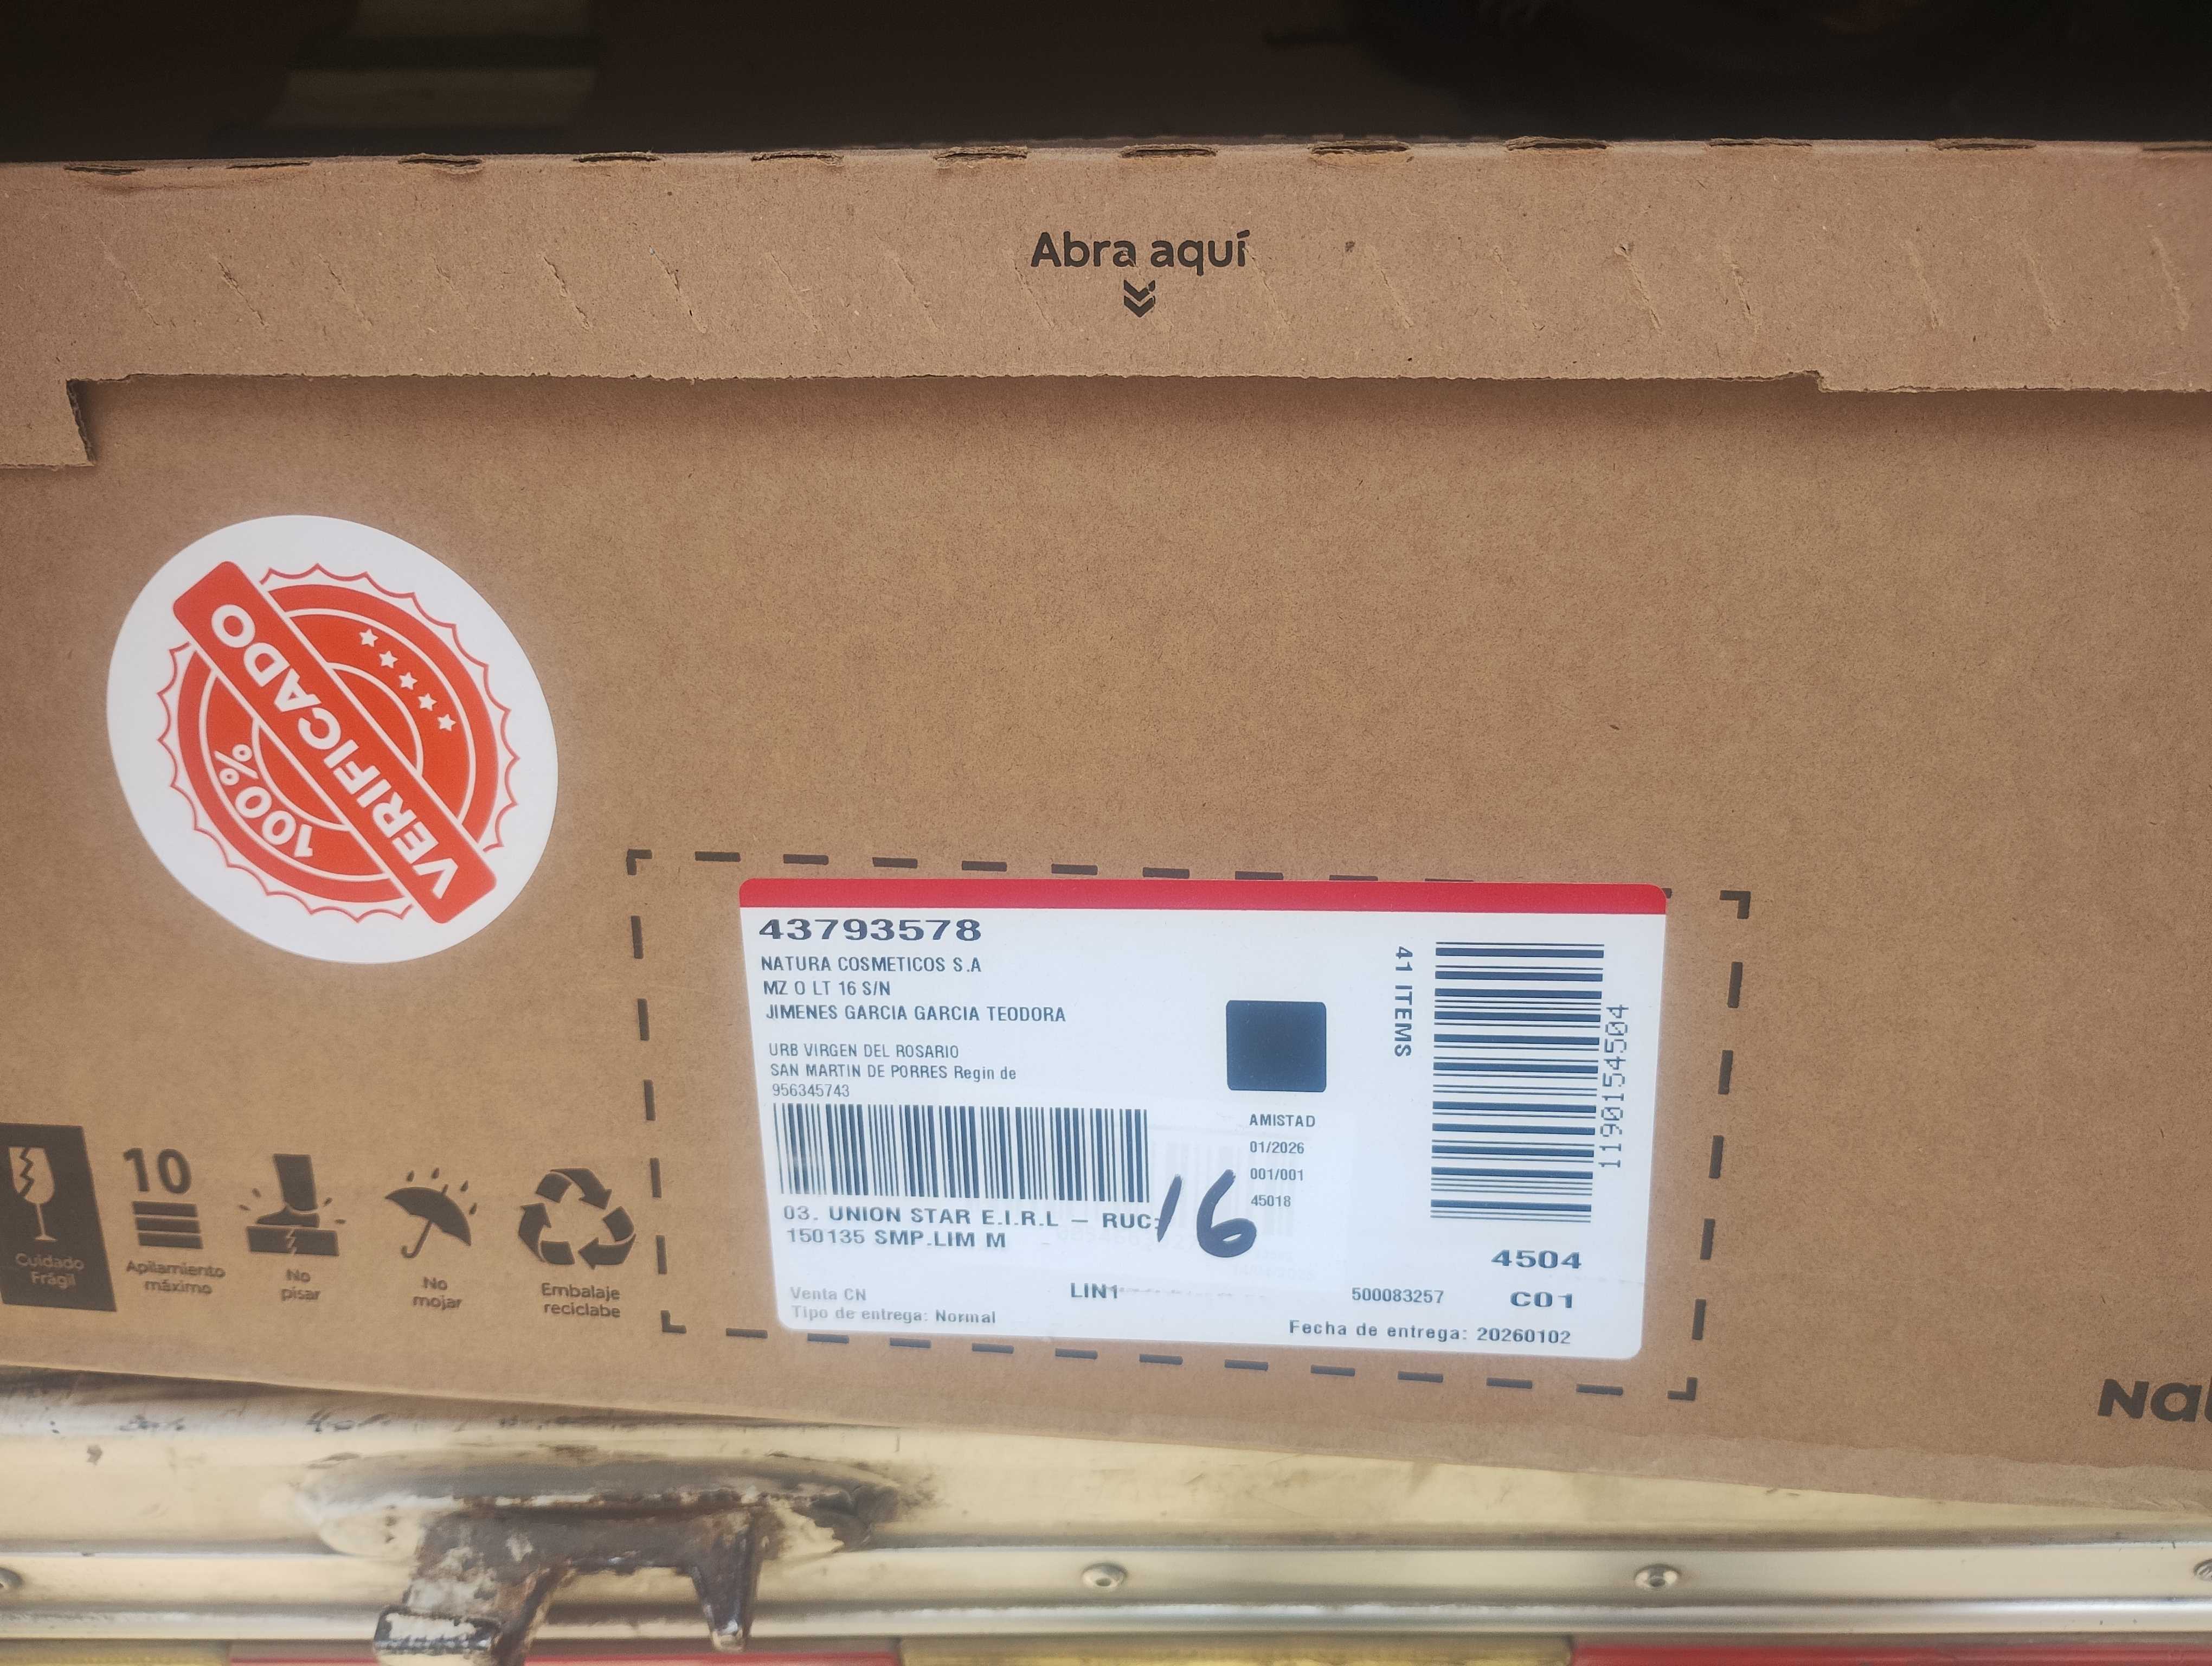 Abra aquí
100%
VERIFICADO
43793578
NATURA COSMETICOS S.A
MZ O LT 16 S/N
JIMENES GARCIA GARCIA TEODORA
URB VIRGEN DEL ROSARIO
SAN MARTIN DE PORRES Regin de
956345743
41 ITEMS
1190154504
AMISTAD
01/2026
001/001
45018
16
03. UNION STAR E.I.R.L – RUC:
150135 SMP.LIM M
4504
Venta CN
LIN1
500083257
C01
Tipo de entrega: Normal
Fecha de entrega: 20260102
Cuidado
Frágil
10
Apilamiento
máximo
No
pisar
No
mojar
Embalaje
reciclabe